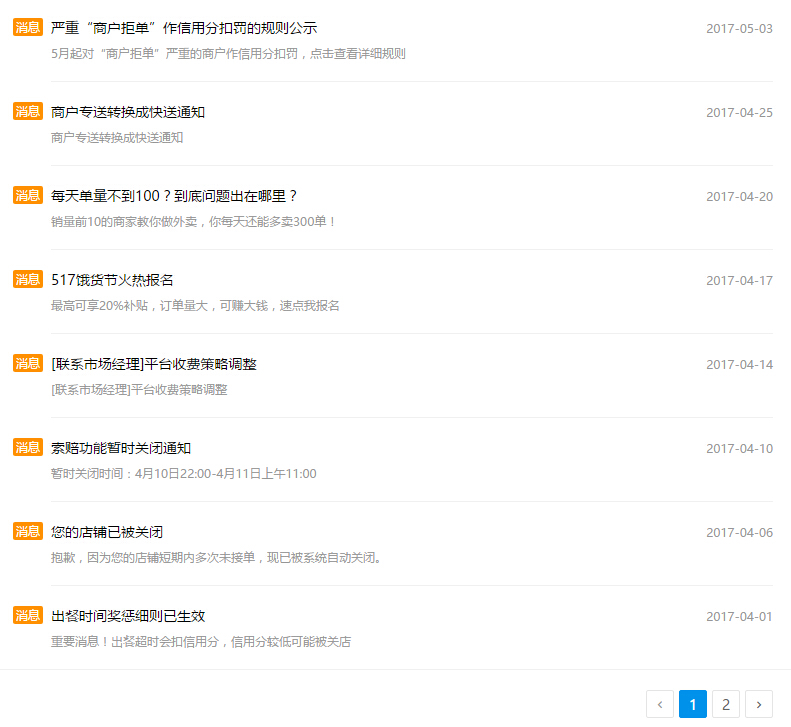 消息 严重“商户拒单”作信用分扣罚的规则公示 2017-05-03
5月起对“商户拒单”严重的商户作信用分扣罚，点击查看详细规则
消息 商户专送转换成快送通知 2017-04-25
商户专送转换成快送通知
消息 每天单量不到100？到底问题出在哪里？ 2017-04-20
销量前10的商家教你做外卖，你每天还能多卖300单！
消息 517饿货节火热报名 2017-04-17
最高可享20%补贴，订单量大，可赚大钱，速点我报名
消息 [联系市场经理]平台收费策略调整 2017-04-14
[联系市场经理]平台收费策略调整
消息 索赔功能暂时关闭通知 2017-04-10
暂时关闭时间：4月10日22:00-4月11日上午11:00
消息 您的店铺已被关闭 2017-04-06
抱歉，因为您的店铺短期内多次未接单，现已被系统自动关闭。
消息 出餐时间奖惩细则已生效 2017-04-01
重要消息！出餐超时会扣信用分，信用分较低可能被关店
‹ 1 2 ›